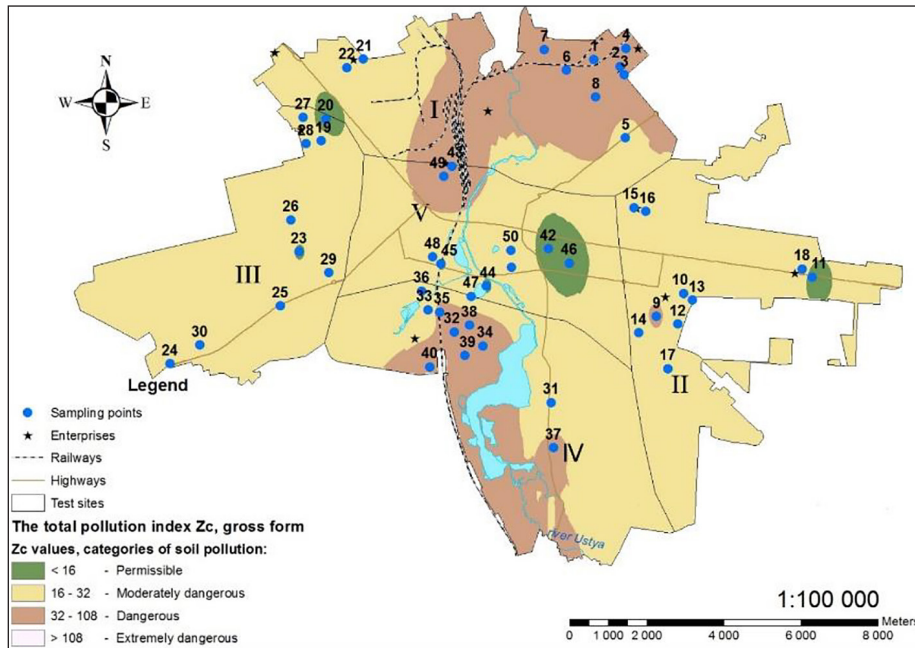 N
W E
S
7
4
1
2
6
3
8
5
21
22
27
20
28
19
I
43
49
V
26
23
III
29
25
30
24
15
16
50
42
46
48
45
44
47
36
33
35
32
38
39
34
40
18
11
10
13
9
12
14
17
II
31
37
IV
river Ustya
Legend
Sampling points
Enterprises
Railways
Highways
Test sites
The total pollution index Zc, gross form
Zc values, categories of soil pollution:
< 16 - Permissible
16 - 32 - Moderately dangerous
32 - 108 - Dangerous
> 108 - Extremely dangerous
1:100 000
Meters
0 500 1 000 2 000 4 000 6 000 8 000